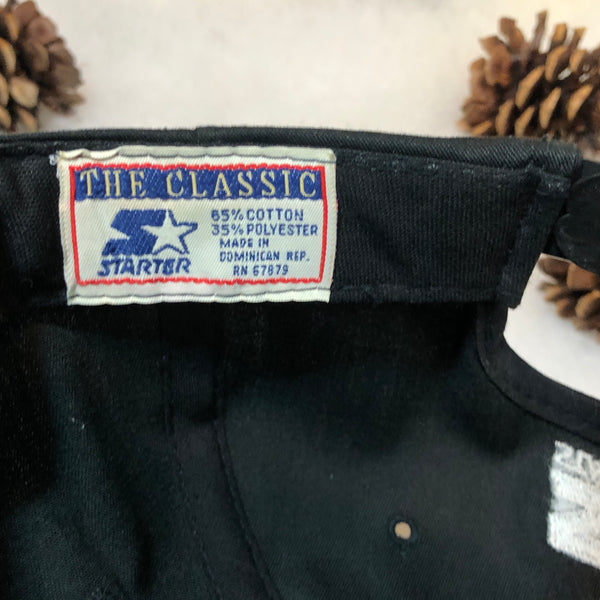 THE CLASSIC
STARTER
65% COTTON
35% POLYESTER
MADE IN
DOMINICAN REP.
RN 67879